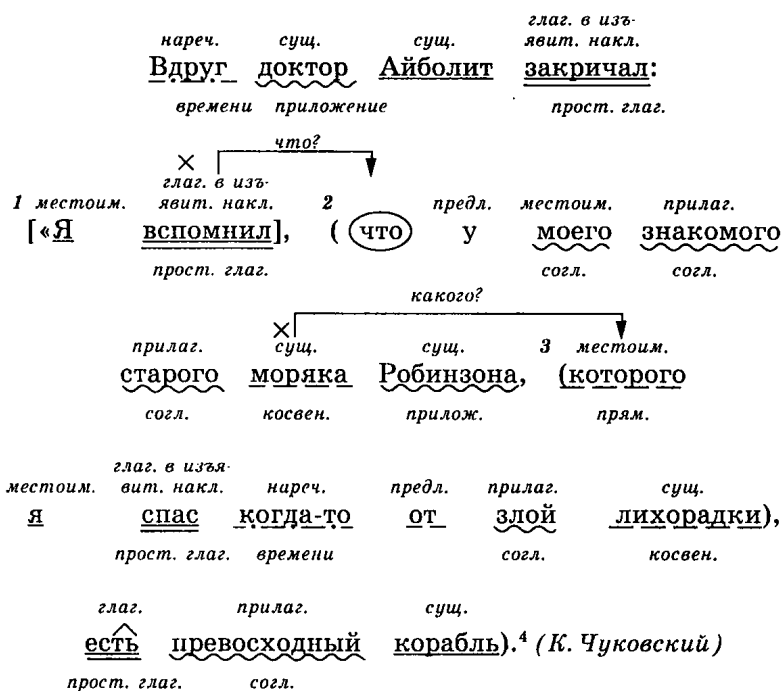 глаг. в изъ-
нареч. сущ. сущ. явит. накл.
Вдруг доктор Айболит закричал:
времени приложение прост. глаг.
что?
×
глаг. в изъ-
1 местоим. явит. накл. 2 предл. местоим. прилаг.
[«Я вспомнил], (что у моего знакомого
прост. глаг. согл. согл.
какого?
×
прилаг. сущ. сущ. 3 местоим.
старого моряка Робинзона, (которого
согл. косвен. прилож. прям.
глаг. в изъя-
местоим. вит. накл. нареч. предл. прилаг. сущ.
я спас когда-то от злой лихорадки),
прост. глаг. времени согл. косвен.
глаг. прилаг. сущ.
есть превосходный корабль).⁴ (К. Чуковский)
прост. глаг. согл.